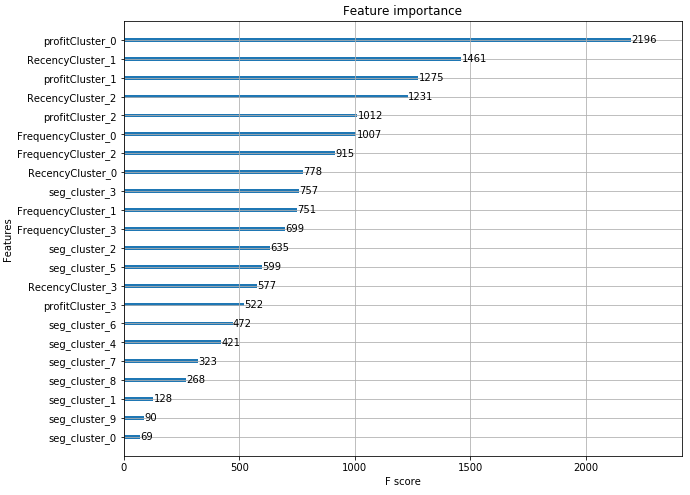 Feature importance
profitCluster_0 2196
RecencyCluster_1 1461
profitCluster_1 1275
RecencyCluster_2 1231
profitCluster_2 1012
FrequencyCluster_0 1007
FrequencyCluster_2 915
RecencyCluster_0 778
seg_cluster_3 757
FrequencyCluster_1 751
FrequencyCluster_3 699
seg_cluster_2 635
seg_cluster_5 599
RecencyCluster_3 577
profitCluster_3 522
seg_cluster_6 472
seg_cluster_4 421
seg_cluster_7 323
seg_cluster_8 268
seg_cluster_1 128
seg_cluster_9 90
seg_cluster_0 69
Features
0 500 1000 1500 2000
F score